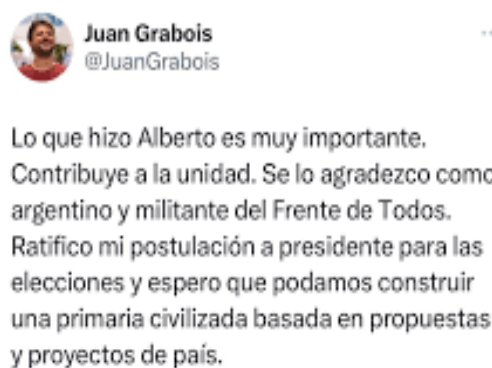 Juan Grabois
@JuanGrabois
Lo que hizo Alberto es muy importante.
Contribuye a la unidad. Se lo agradezco como
argentino y militante del Frente de Todos.
Ratifico mi postulación a presidente para las
elecciones y espero que podamos construir
una primaria civilizada basada en propuestas
y proyectos de país.